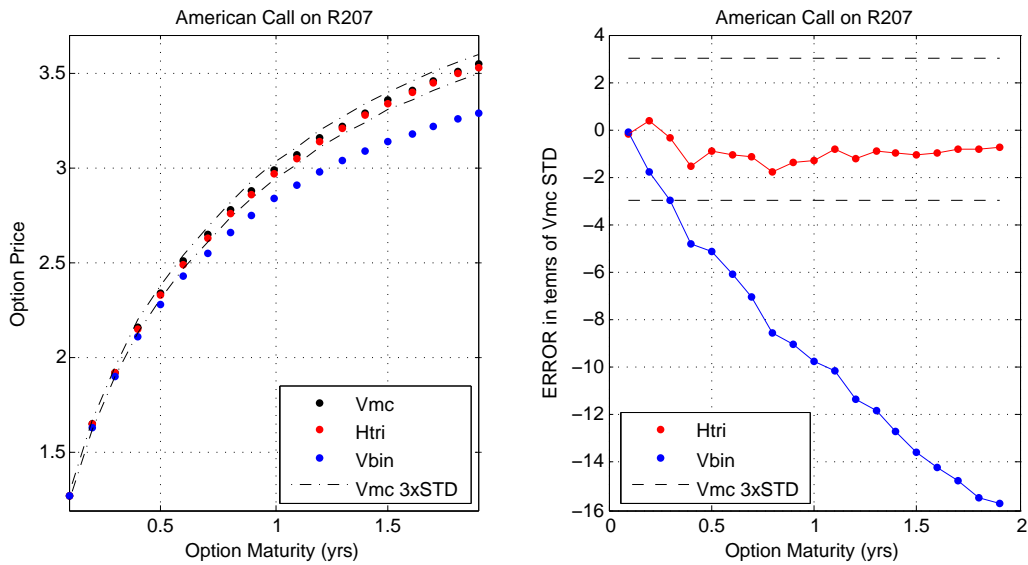 American Call on R207
3.5
3
2.5
2
1.5
0.5
1
1.5
Option Price
Option Maturity (yrs)
Vmc
Htri
Vbin
Vmc 3xSTD
American Call on R207
4
2
0
−2
−4
−6
−8
−10
−12
−14
−16
0
0.5
1
1.5
2
ERROR in temrs of Vmc STD
Option Maturity (yrs)
Htri
Vbin
Vmc 3xSTD